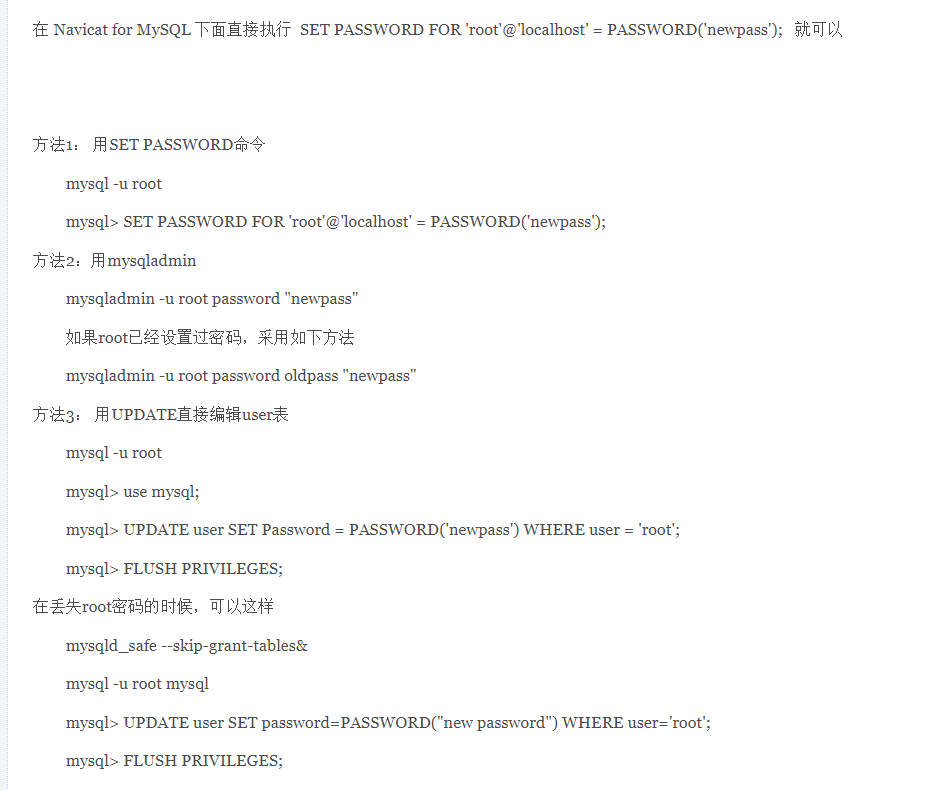 在 Navicat for MySQL 下面直接执行  SET PASSWORD FOR 'root'@'localhost' = PASSWORD('newpass');  就可以
方法1： 用SET PASSWORD命令
mysql -u root
mysql> SET PASSWORD FOR 'root'@'localhost' = PASSWORD('newpass');
方法2：用mysqladmin
mysqladmin -u root password "newpass"
如果root已经设置过密码，采用如下方法
mysqladmin -u root password oldpass "newpass"
方法3： 用UPDATE直接编辑user表
mysql -u root
mysql> use mysql;
mysql> UPDATE user SET Password = PASSWORD('newpass') WHERE user = 'root';
mysql> FLUSH PRIVILEGES;
在丢失root密码的时候，可以这样
mysqld_safe --skip-grant-tables&
mysql -u root mysql
mysql> UPDATE user SET password=PASSWORD("new password") WHERE user='root';
mysql> FLUSH PRIVILEGES;